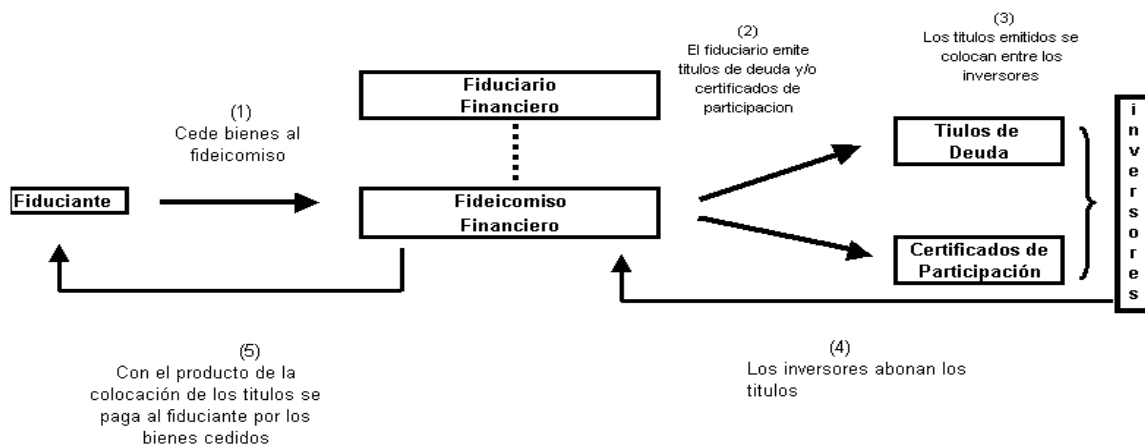 (1)
Cede bienes al
fideicomiso
Fiduciante
Fiduciario
Financiero
Fideicomiso
Financiero
(2)
El fiduciario emite
titulos de deuda y/o
certificados de
participacion
(3)
Los titulos emitidos se
colocan entre los
inversores
Tiulos de
Deuda
Certificados de
Participación
inversores
(4)
Los inversores abonan los
titulos
(5)
Con el producto de la
colocación de los titulos se
paga al fiduciante por los
bienes cedidos